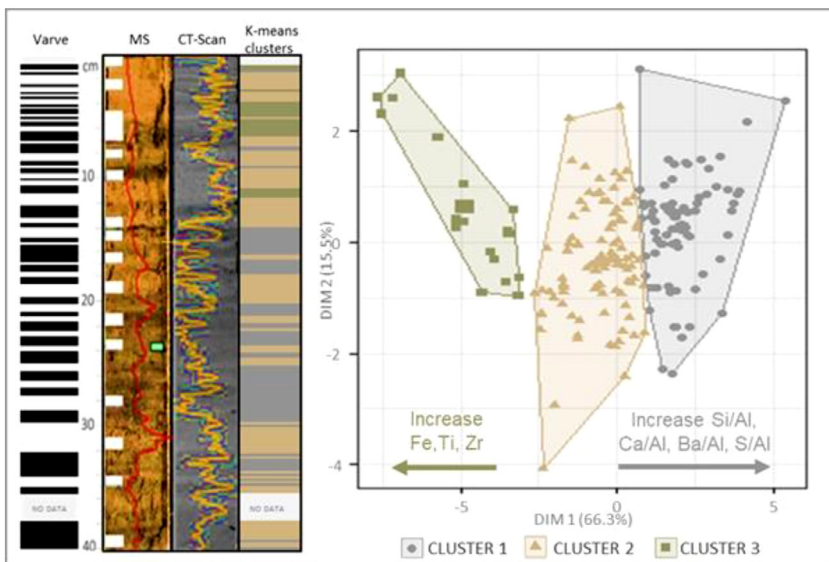 Varve MS CT-Scan K-means
clusters
cm
10
20
30
40
NO DATA
NO DATA
2
0
-2
-4
DIM 2 (15.5%)
Increase
Fe,Ti, Zr
Increase Si/Al,
Ca/Al, Ba/Al, S/Al
-5
0
5
DIM 1 (66.3%)
CLUSTER 1 CLUSTER 2 CLUSTER 3